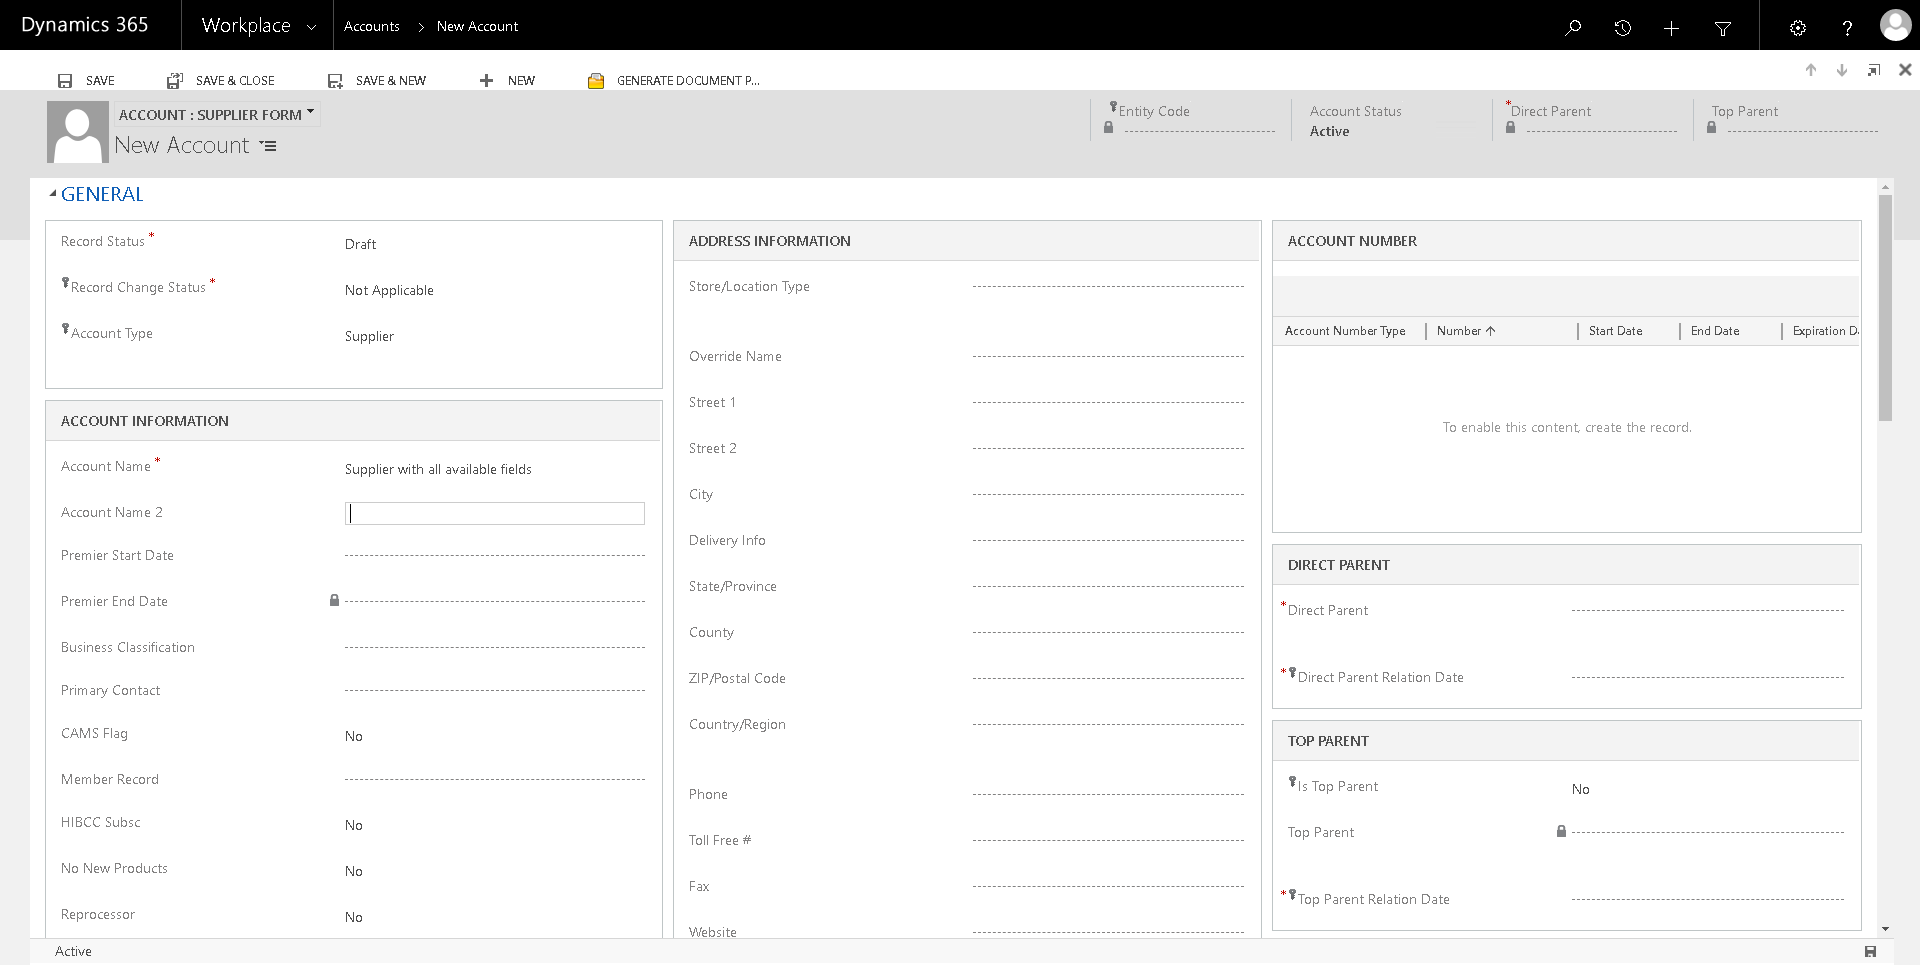 Dynamics 365
Workplace
Accounts > New Account
SAVE
SAVE & CLOSE
SAVE & NEW
NEW
GENERATE DOCUMENT P...
ACCOUNT : SUPPLIER FORM
New Account
Entity Code
Account Status
Active
*Direct Parent
Top Parent
GENERAL
Record Status * Draft
Record Change Status * Not Applicable
Account Type Supplier
ACCOUNT INFORMATION
Account Name * Supplier with all available fields
Account Name 2
Premier Start Date
Premier End Date
Business Classification
Primary Contact
CAMS Flag No
Member Record
HIBCC Subsc No
No New Products No
Reprocessor No
ADDRESS INFORMATION
Store/Location Type
Override Name
Street 1
Street 2
City
Delivery Info
State/Province
County
ZIP/Postal Code
Country/Region
Phone
Toll Free #
Fax
Website
ACCOUNT NUMBER
Account Number Type Number ↑ Start Date End Date Expiration D
To enable this content, create the record.
DIRECT PARENT
*Direct Parent
*Direct Parent Relation Date
TOP PARENT
Is Top Parent No
Top Parent
*Top Parent Relation Date
Active